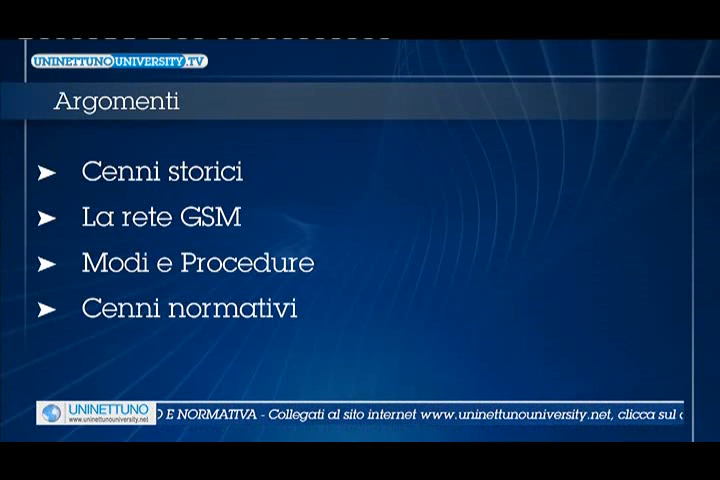 UNINETTUNOUNIVERSITY.TV
Argomenti
➤ Cenni storici
➤ La rete GSM
➤ Modi e Procedure
➤ Cenni normativi
UNINETTUNO
www.uninettunouniversity.net
O E NORMATIVA - Collegati al sito internet www.uninettunouniversity.net, clicca sul